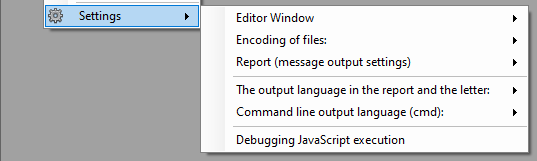 Settings
Editor Window
Encoding of files:
Report (message output settings)
The output language in the report and the letter:
Command line output language (cmd):
Debugging JavaScript execution